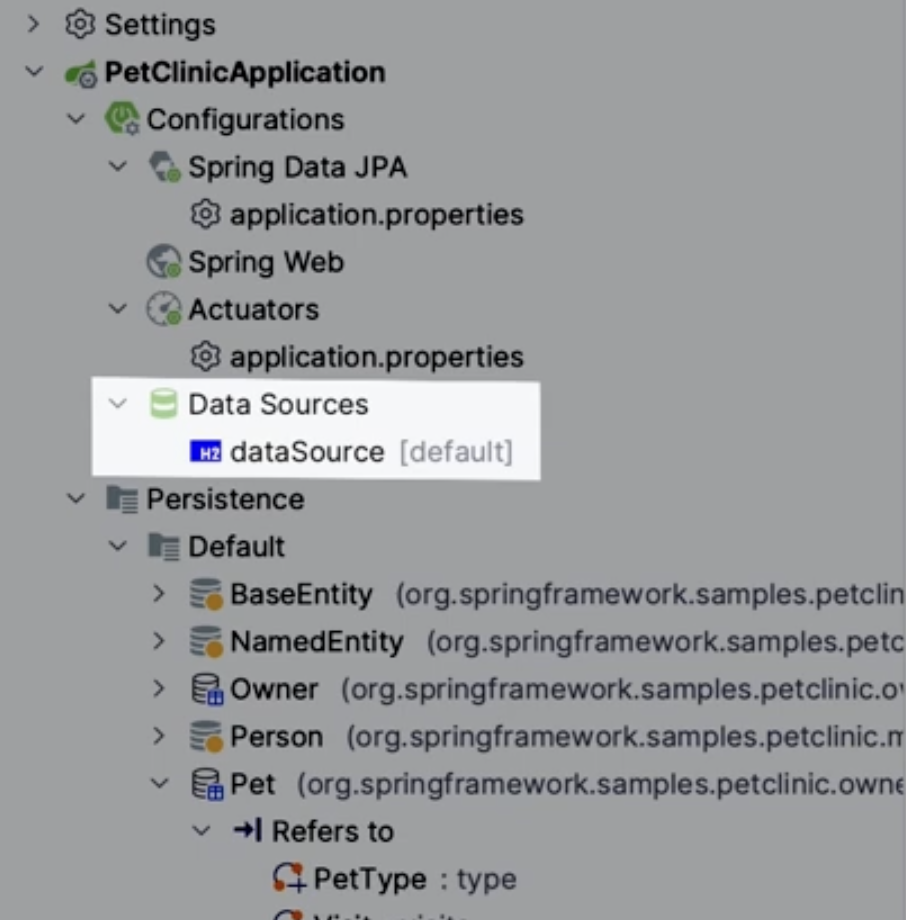 Settings
PetClinicApplication
Configurations
Spring Data JPA
application.properties
Spring Web
Actuators
application.properties
Data Sources
H2 dataSource [default]
Persistence
Default
BaseEntity (org.springframework.samples.petclin
NamedEntity (org.springframework.samples.petc
Owner (org.springframework.samples.petclinic.o
Person (org.springframework.samples.petclinic.m
Pet (org.springframework.samples.petclinic.owne
Refers to
PetType : type